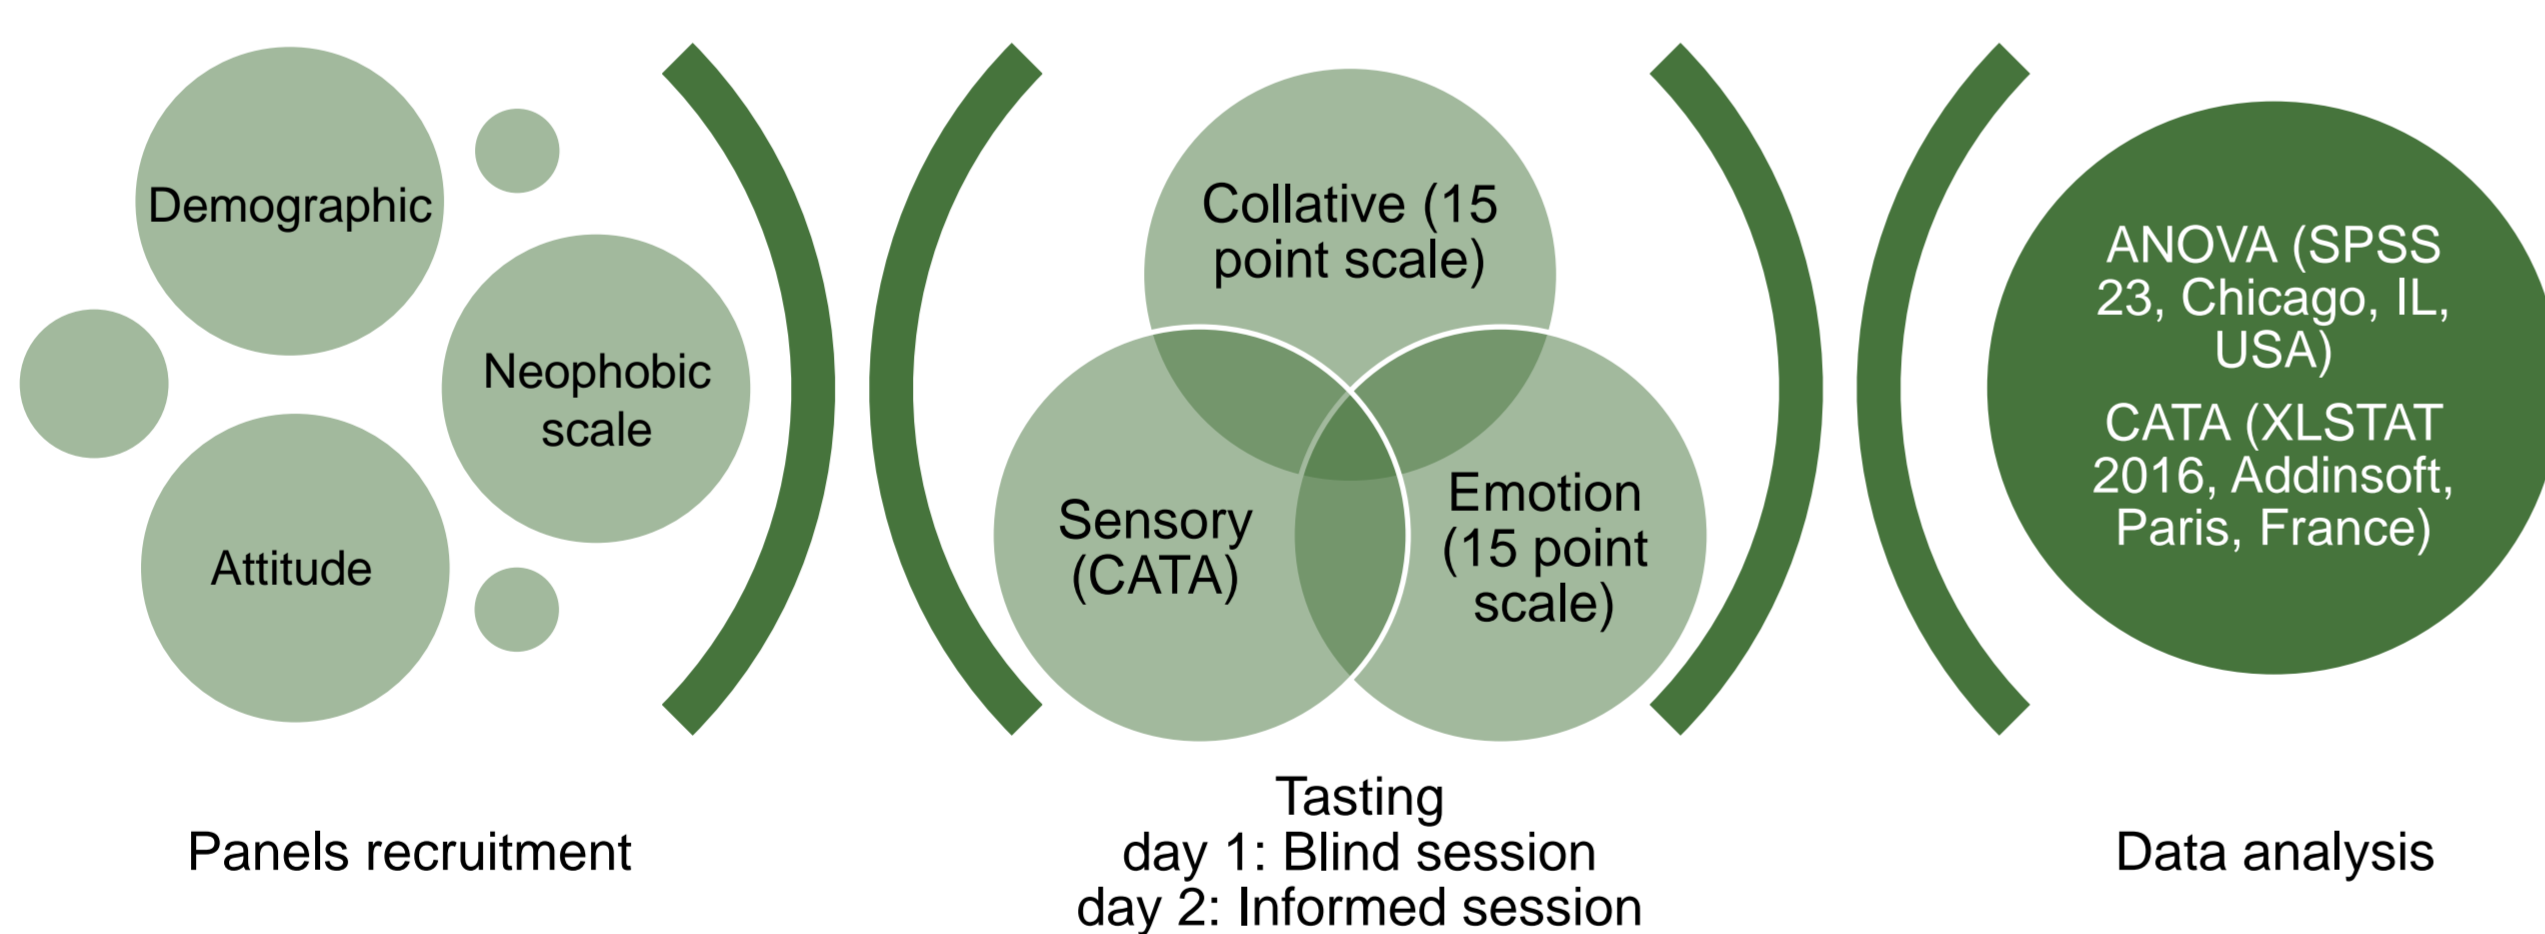 Demographic
Neophobic
scale
Attitude
Panels recruitment
Collative (15
point scale)
Sensory
(CATA)
Emotion
(15 point
scale)
Tasting
day 1: Blind session
day 2: Informed session
ANOVA (SPSS
23, Chicago, IL,
USA)
CATA (XLSTAT
2016, Addinsoft,
Paris, France)
Data analysis